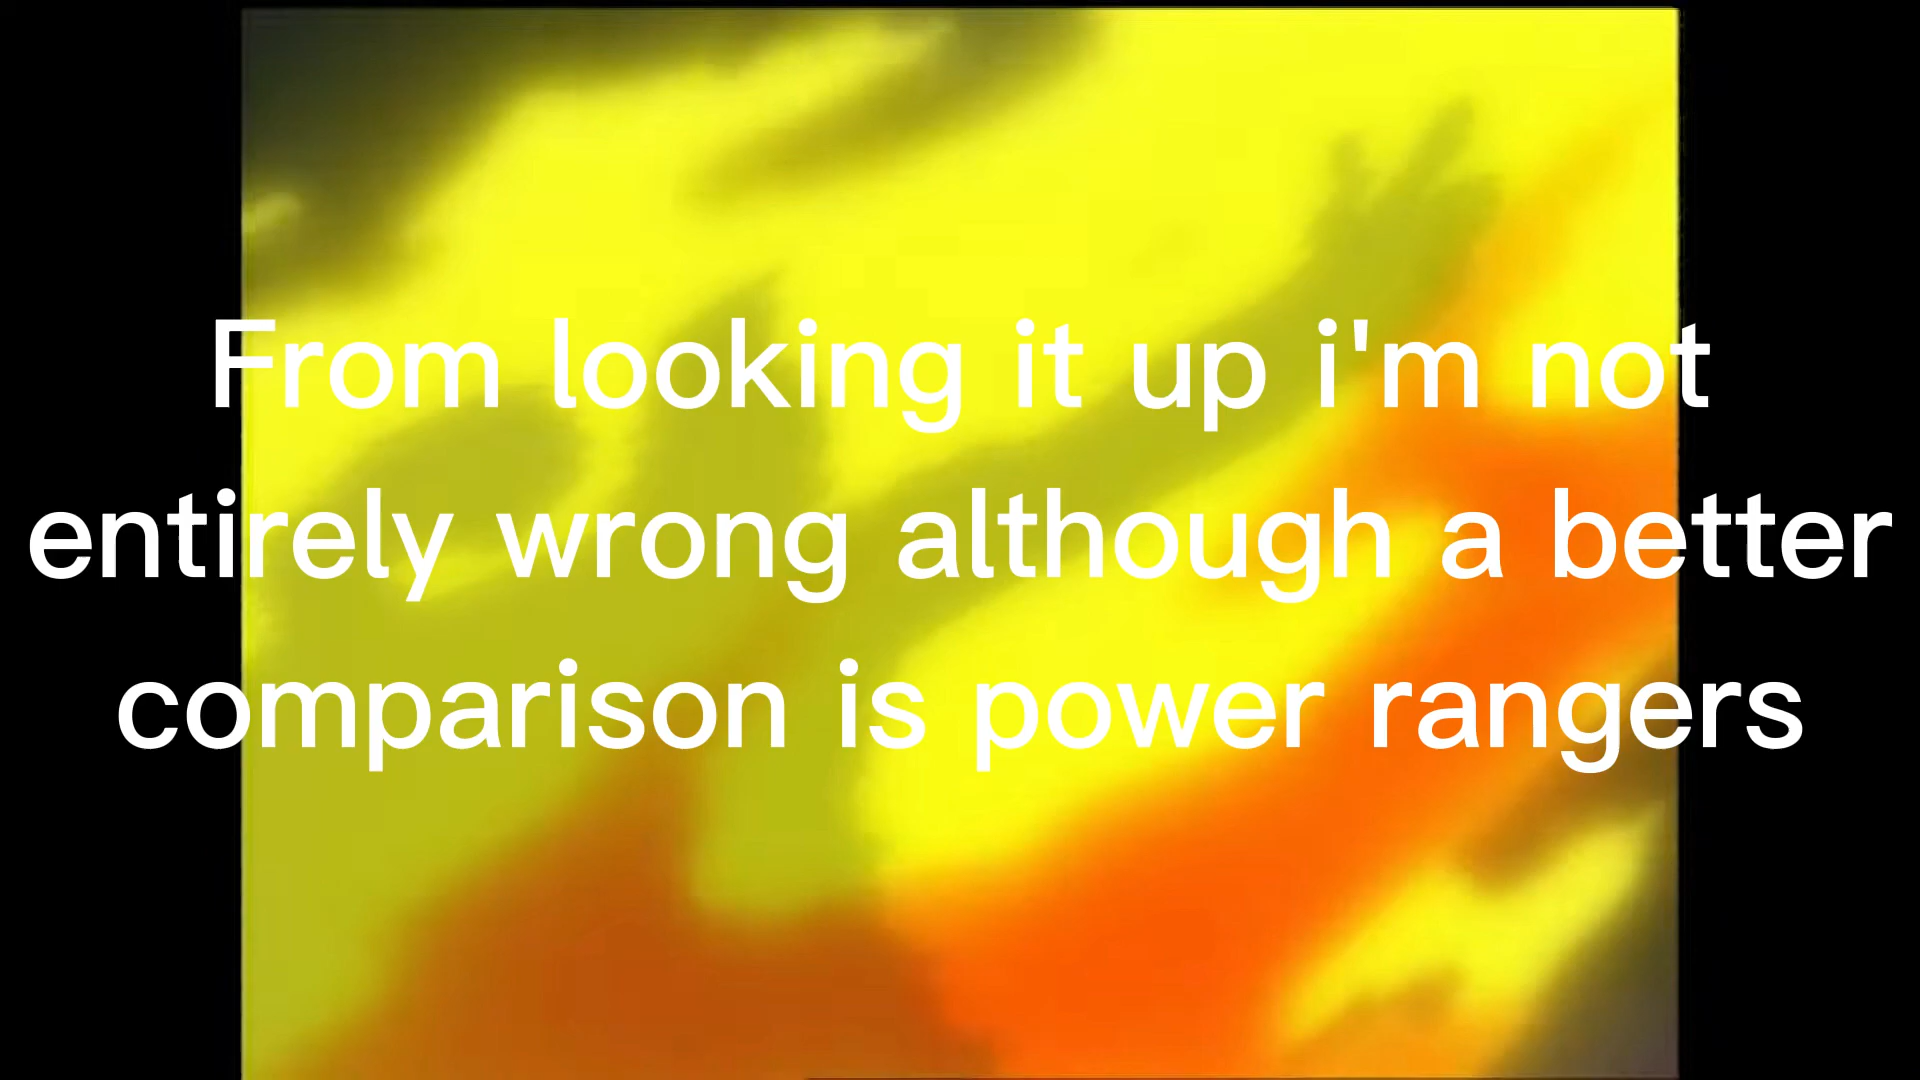 From looking it up i'm not
entirely wrong although a better
comparison is power rangers